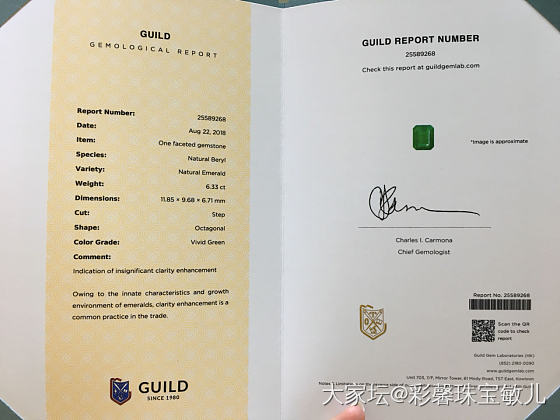 GUILD
GEMOLOGICAL REPORT
Report Number: 25589268
Date: Aug 22, 2018
Item: One faceted gemstone
Species: Natural Beryl
Variety: Natural Emerald
Weight: 6.33 ct
Dimensions: 11.85 × 9.68 × 6.71 mm
Cut: Step
Shape: Octagonal
Color Grade: Vivid Green
Comment:
Indication of insignificant clarity enhancement
Owing to the innate characteristics and growth
environment of emeralds, clarity enhancement is a
common practice in the trade.
GUILD
SINCE 1980
GUILD REPORT NUMBER
25589268
Check this report at guildgemlab.com
*Image is approximate
Charles I. Carmona
Chief Gemologist
Report No. 25589268
Scan the QR
code to check
report
Guild Gem Laboratories (HK)
(852) 2180-0090
www.guildgemlab.com
Unit 703, 7/F, Mirror Tower, 61 Mody Road, TST East, Kowloon
大家坛@彩馨珠宝敏儿